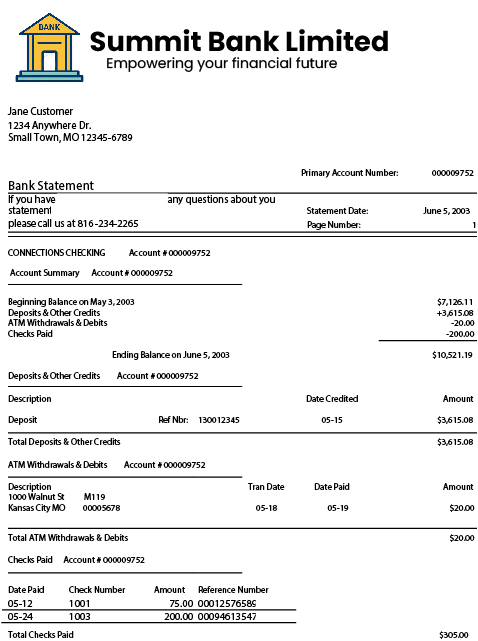 BANK
Summit Bank Limited
Empowering your financial future
Jane Customer
1234 Anywhere Dr.
Small Town, MO 12345-6789
Primary Account Number: 000009752
Bank Statement
If you have any questions about you
statement
please call us at 816-234-2265
Statement Date: June 5, 2003
Page Number: 1
CONNECTIONS CHECKING Account # 000009752
Account Summary Account # 000009752
Beginning Balance on May 3, 2003 $7,126.11
Deposits & Other Credits +3,615.08
ATM Withdrawals & Debits -20.00
Checks Paid -200.00
Ending Balance on June 5, 2003 $10,521.19
Deposits & Other Credits Account # 000009752
Description Date Credited Amount
Deposit Ref Nbr: 130012345 05-15 $3,615.08
Total Deposits & Other Credits $3,615.08
ATM Withdrawals & Debits Account # 000009752
Description Tran Date Date Paid Amount
1000 Walnut St M119
Kansas City MO 00005678 05-18 05-19 $20.00
Total ATM Withdrawals & Debits $20.00
Checks Paid Account # 000009752
Date Paid Check Number Amount Reference Number
05-12 1001 75.00 00012576589
05-24 1003 200.00 00094613547
Total Checks Paid $305.00